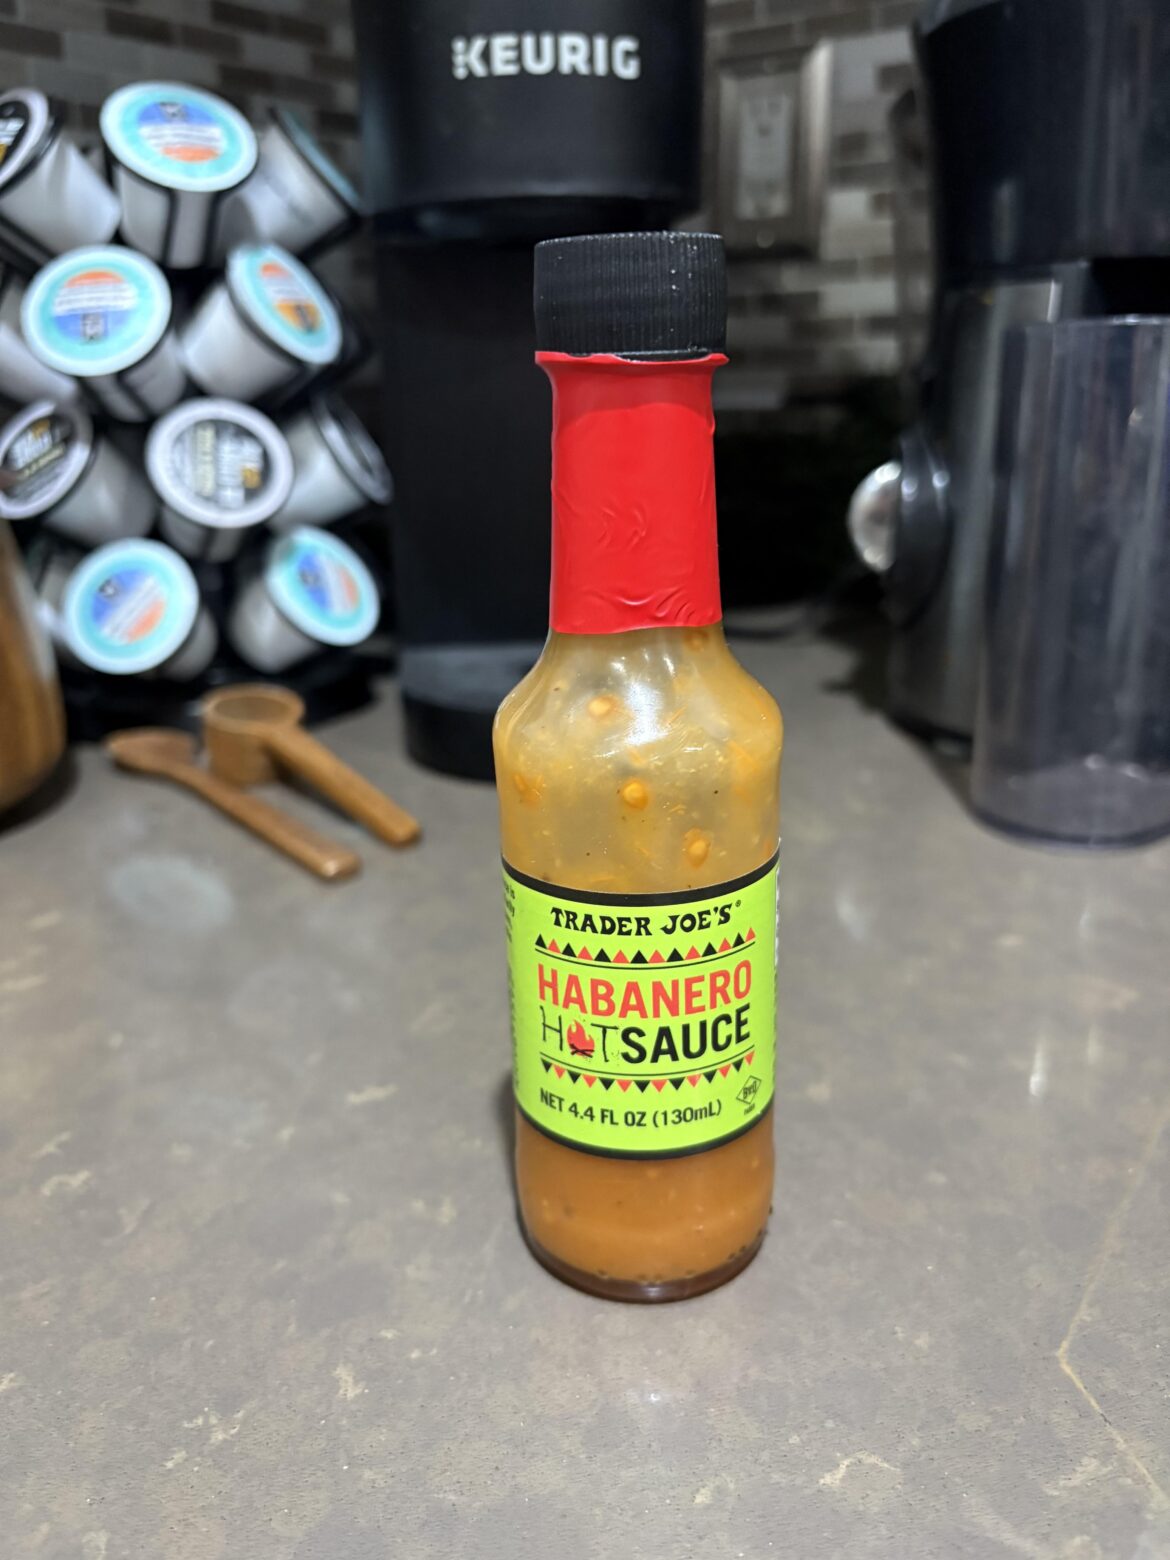 KEURIG
TRADER JOE'S®
HABANERO
HOT SAUCE
NET 4.4 FL OZ (130mL)